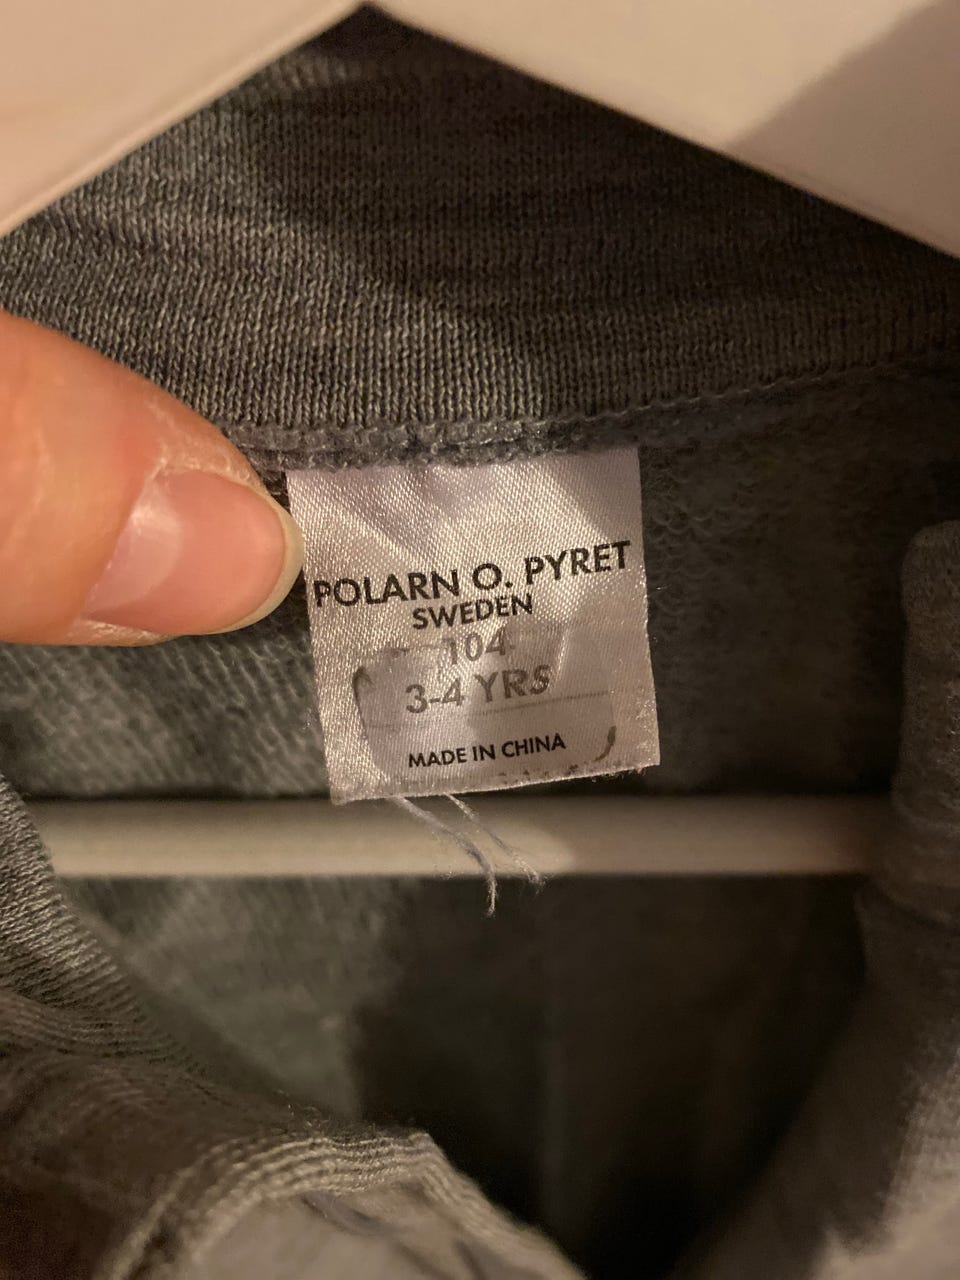 POLARN O. PYRET
SWEDEN
104
3-4 YRS
MADE IN CHINA